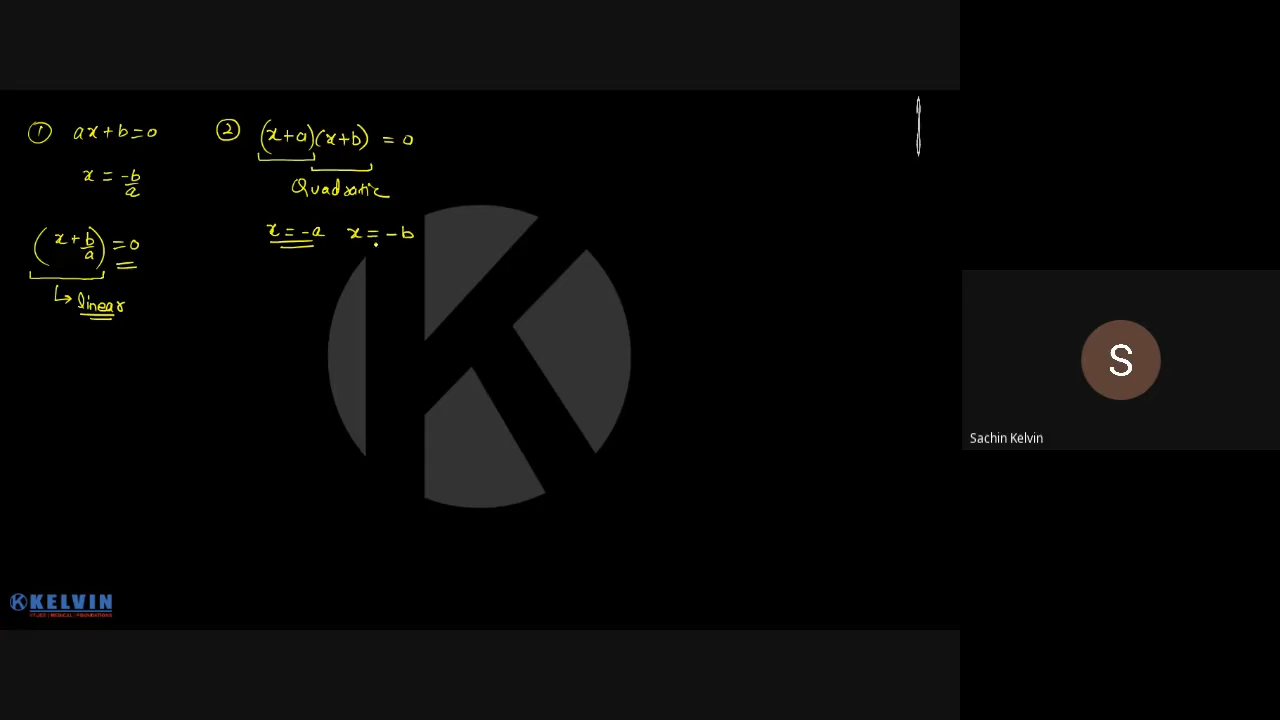 ① ax+b=0
x = -b/a
(x+b/a) = 0
↳ linear
② (x+a)(x+b) = 0
Quadratic
x = -a x = -b
S
Sachin Kelvin
KELVIN